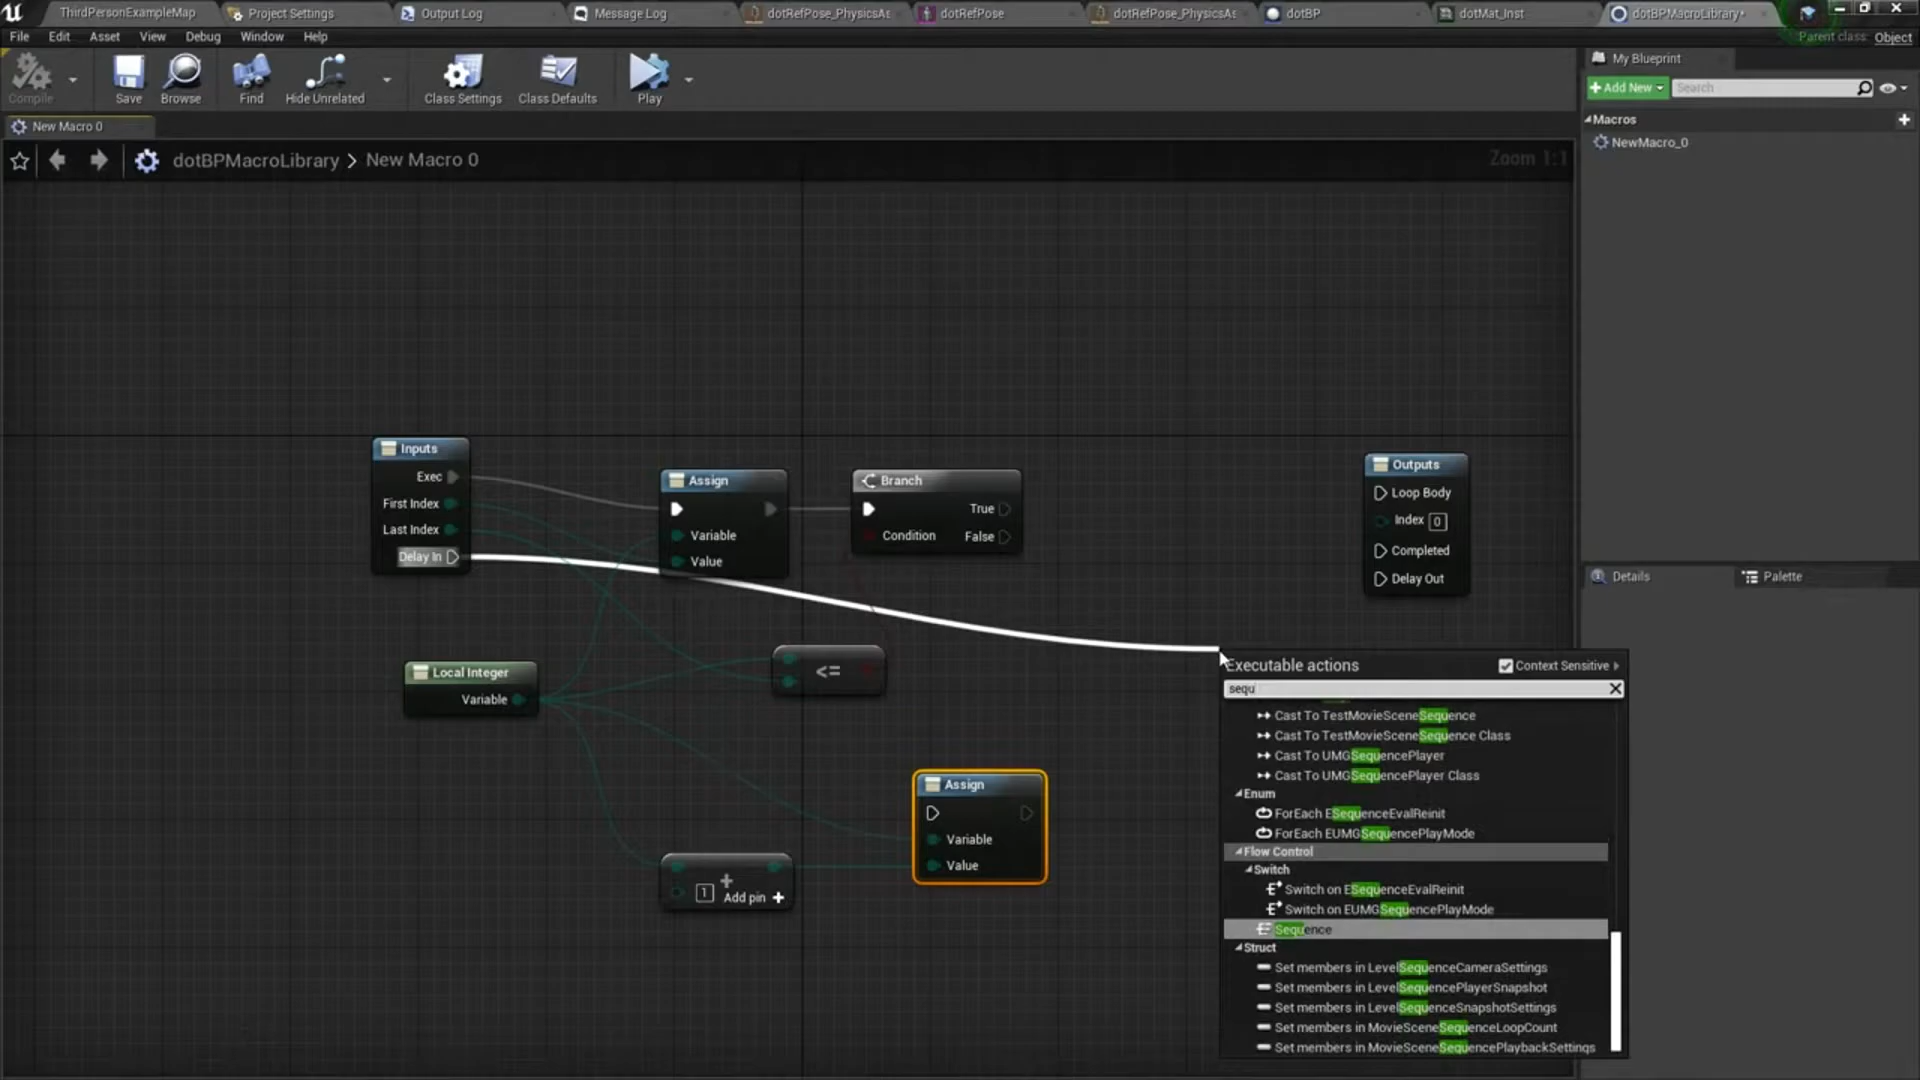 ThirdPersonExampleMap
Project Settings
Output Log
Message Log
dotRefPose_PhysicsAs
dotRefPose
dotRefPose_PhysicsAs
dotBP
dotMat_Inst
dotBPMacroLibrary*
File
Edit
Asset
View
Debug
Window
Help
Parent class: Object
Compile
Save
Browse
Find
Hide Unrelated
Class Settings
Class Defaults
Play
My Blueprint
Add New
Search
Macros
NewMacro_0
New Macro 0
dotBPMacroLibrary > New Macro 0
Zoom 1:1
Inputs
Exec
First Index
Last Index
Delay In
Assign
Variable
Value
Branch
True
Condition
False
Outputs
Loop Body
Index 0
Completed
Delay Out
Local Integer
Variable
<=
Assign
Variable
Value
+
1
Add pin +
Executable actions
Context Sensitive
sequ
Cast To TestMovieSceneSequence
Cast To TestMovieSceneSequence Class
Cast To UMGSequencePlayer
Cast To UMGSequencePlayer Class
Enum
ForEach ESequenceEvalReinit
ForEach EUMGSequencePlayMode
Flow Control
Switch
Switch on ESequenceEvalReinit
Switch on EUMGSequencePlayMode
Sequence
Struct
Set members in LevelSequenceCameraSettings
Set members in LevelSequencePlayerSnapshot
Set members in LevelSequenceSnapshotSettings
Set members in MovieSceneSequenceLoopCount
Set members in MovieSceneSequencePlaybackSettings
Details
Palette